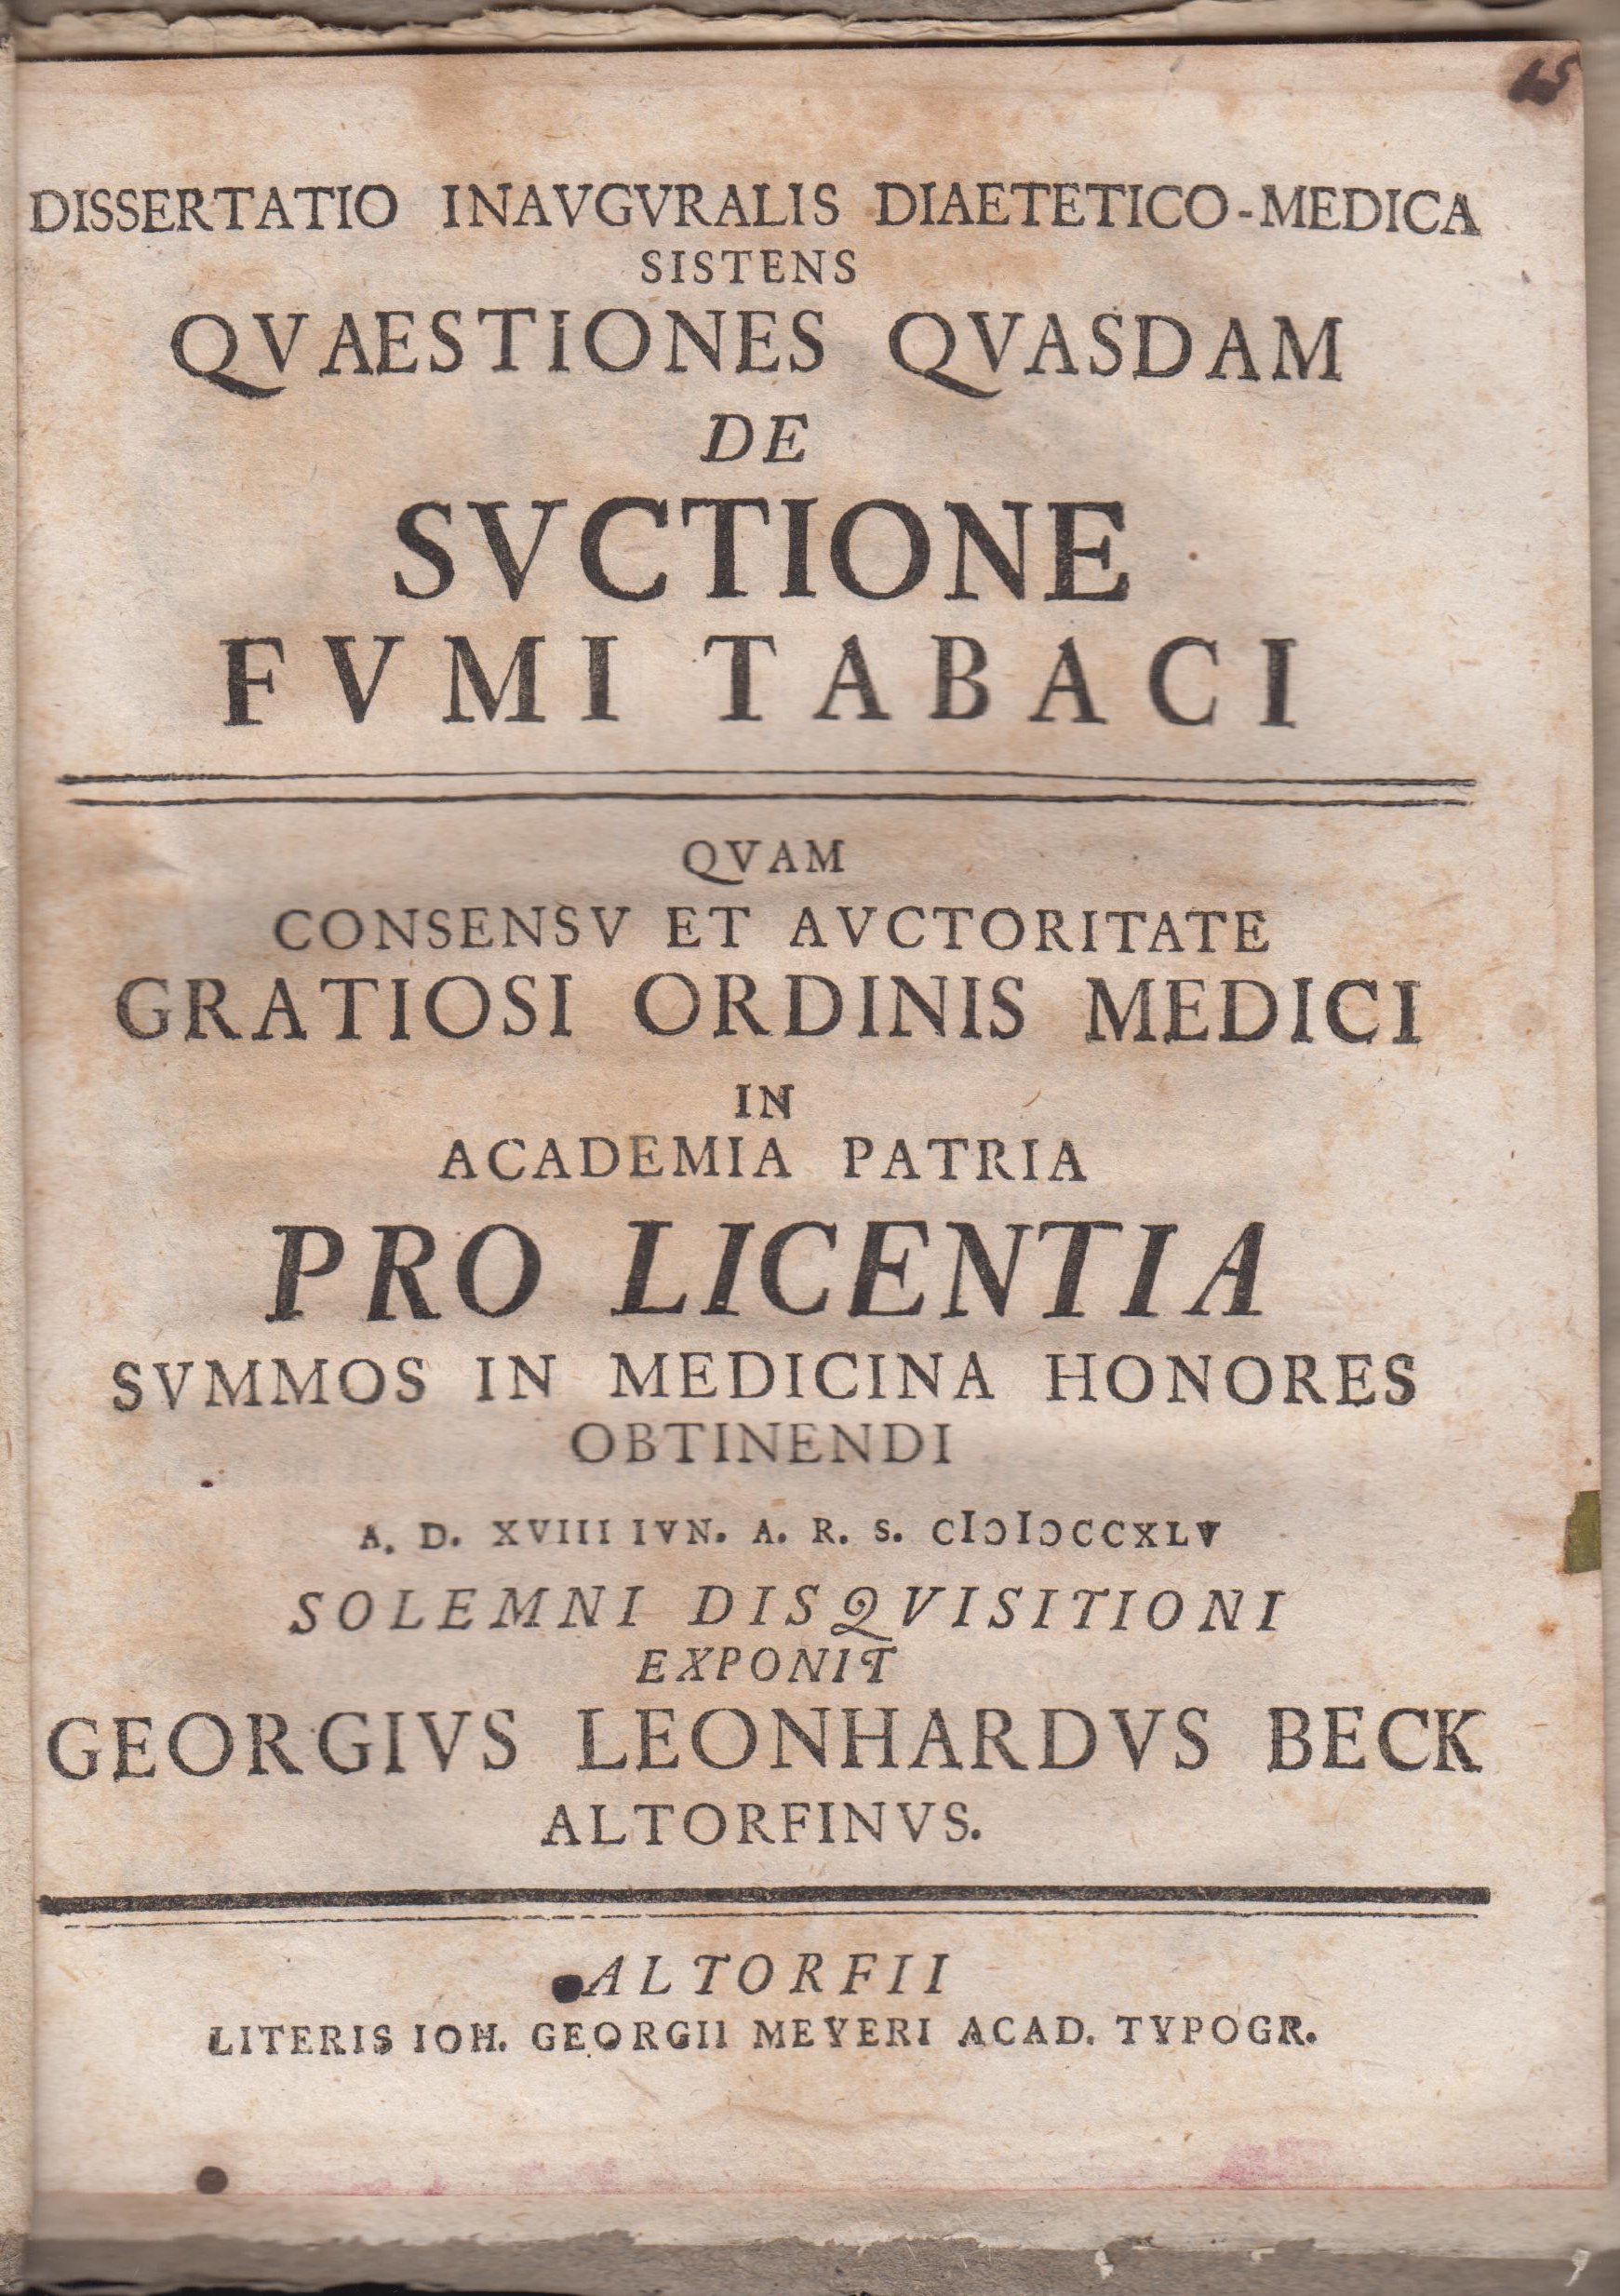 DISSERTATIO INAVGVRALIS DIAETETICO-MEDICA
SISTENS
QVAESTIONES QVASDAM
DE
SVCTIONE
FVMI TABACI
QVAM
CONSENSV ET AVCTORITATE
GRATIOSI ORDINIS MEDICI
IN
ACADEMIA PATRIA
PRO LICENTIA
SVMMOS IN MEDICINA HONORES
OBTINENDI
A. D. XVIII IVN. A. R. S. CIƆIƆCCXLV
SOLEMNI DISQVISITIONI
EXPONIT
GEORGIVS LEONHARDVS BECK
ALTORFINVS.
ALTORFII
LITERIS IOH. GEORGII MEYERI ACAD. TYPOGR.